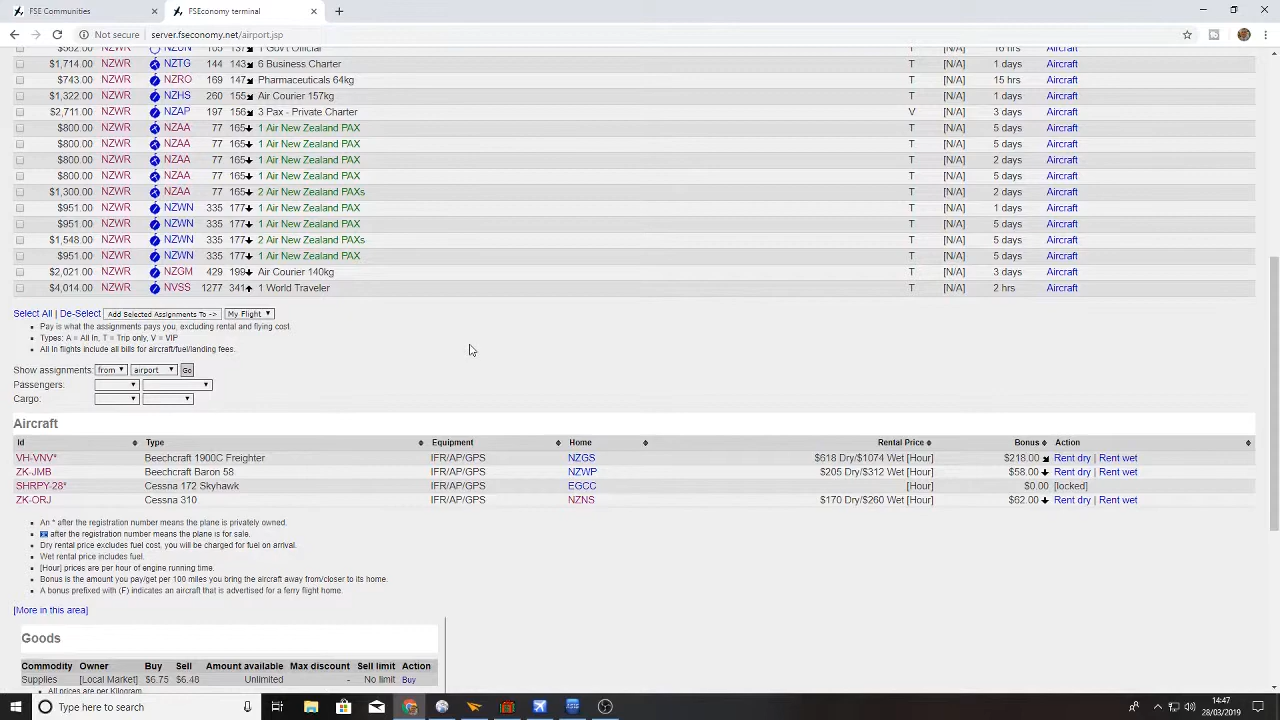 FSE Communities
FSEconomy terminal
Not secure server.fseconomy.net/airport.jsp
$562.00 NZWR NZUN 105 137 1 Gov't Official T [N/A] 16 hrs Aircraft
$1,714.00 NZWR NZTG 144 143 6 Business Charter T [N/A] 1 days Aircraft
$743.00 NZWR NZRO 169 147 Pharmaceuticals 64kg T [N/A] 15 hrs Aircraft
$1,322.00 NZWR NZHS 260 155 Air Courier 157kg T [N/A] 1 days Aircraft
$2,711.00 NZWR NZAP 197 156 3 Pax - Private Charter V [N/A] 3 days Aircraft
$800.00 NZWR NZAA 77 165 1 Air New Zealand PAX T [N/A] 5 days Aircraft
$800.00 NZWR NZAA 77 165 1 Air New Zealand PAX T [N/A] 5 days Aircraft
$800.00 NZWR NZAA 77 165 1 Air New Zealand PAX T [N/A] 2 days Aircraft
$800.00 NZWR NZAA 77 165 1 Air New Zealand PAX T [N/A] 5 days Aircraft
$1,300.00 NZWR NZAA 77 165 2 Air New Zealand PAXs T [N/A] 2 days Aircraft
$951.00 NZWR NZWN 335 177 1 Air New Zealand PAX T [N/A] 1 days Aircraft
$951.00 NZWR NZWN 335 177 1 Air New Zealand PAX T [N/A] 5 days Aircraft
$1,548.00 NZWR NZWN 335 177 2 Air New Zealand PAXs T [N/A] 5 days Aircraft
$951.00 NZWR NZWN 335 177 1 Air New Zealand PAX T [N/A] 5 days Aircraft
$2,021.00 NZWR NZGM 429 199 Air Courier 140kg T [N/A] 3 days Aircraft
$4,014.00 NZWR NVSS 1277 341 1 World Traveler T [N/A] 2 hrs Aircraft
Select All | De-Select Add Selected Assignments To -> My Flight
Pay is what the assignments pays you, excluding rental and flying cost.
Types: A = All In, T = Trip only, V = VIP
All In flights include all bills for aircraft/fuel/landing fees.
Show assignments: from airport Go
Passengers:
Cargo:
Aircraft
Id Type Equipment Home Rental Price Bonus Action
VH-VNV* Beechcraft 1900C Freighter IFR/AP/GPS NZGS $618 Dry/$1074 Wet [Hour] $218.00 Rent dry | Rent wet
ZK-JMB Beechcraft Baron 58 IFR/AP/GPS NZWP $205 Dry/$312 Wet [Hour] $58.00 Rent dry | Rent wet
SHRPY-28* Cessna 172 Skyhawk IFR/AP/GPS EGCC [Hour] $0.00 [locked]
ZK-ORJ Cessna 310 IFR/AP/GPS NZNS $170 Dry/$260 Wet [Hour] $62.00 Rent dry | Rent wet
An * after the registration number means the plane is privately owned.
after the registration number means the plane is for sale.
Dry rental price excludes fuel cost, you will be charged for fuel on arrival.
Wet rental price includes fuel.
[Hour] prices are per hour of engine running time.
Bonus is the amount you pay/get per 100 miles you bring the aircraft away from/closer to its home.
A bonus prefixed with (F) indicates an aircraft that is advertised for a ferry flight home.
[More in this area]
Goods
Commodity Owner Buy Sell Amount available Max discount Sell limit Action
Supplies [Local Market] $6.75 $6.48 Unlimited - No limit Buy
All prices are per Kilogram.
Type here to search
14:47
28/03/2019